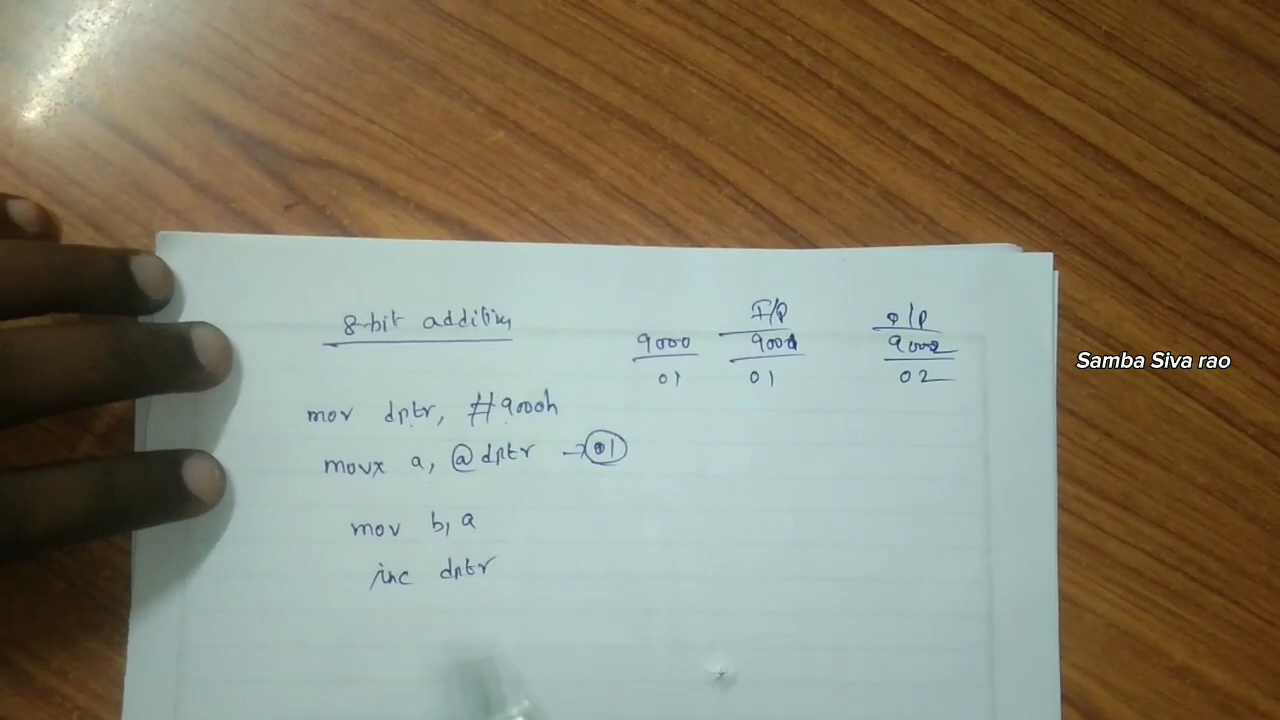 8-bit addition
I/P
O/P
9000 9001 9002
01 01 02
mov dptr, #9000h
movx a, @dptr → 01
mov b, a
inc dptr
Samba Siva rao